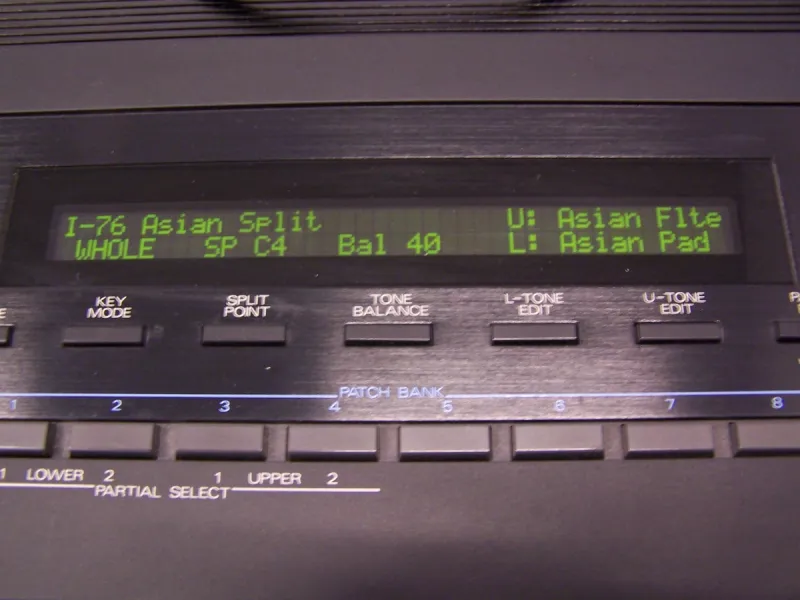 I-76 Asian Split U: Asian Flte
WHOLE SP C4 Bal 40 L: Asian Pad
KEY MODE
SPLIT POINT
TONE BALANCE
L-TONE EDIT
U-TONE EDIT
PATCH BANK
1 2 3 4 5 6 7 8
1 LOWER 2 1 UPPER 2
PARTIAL SELECT